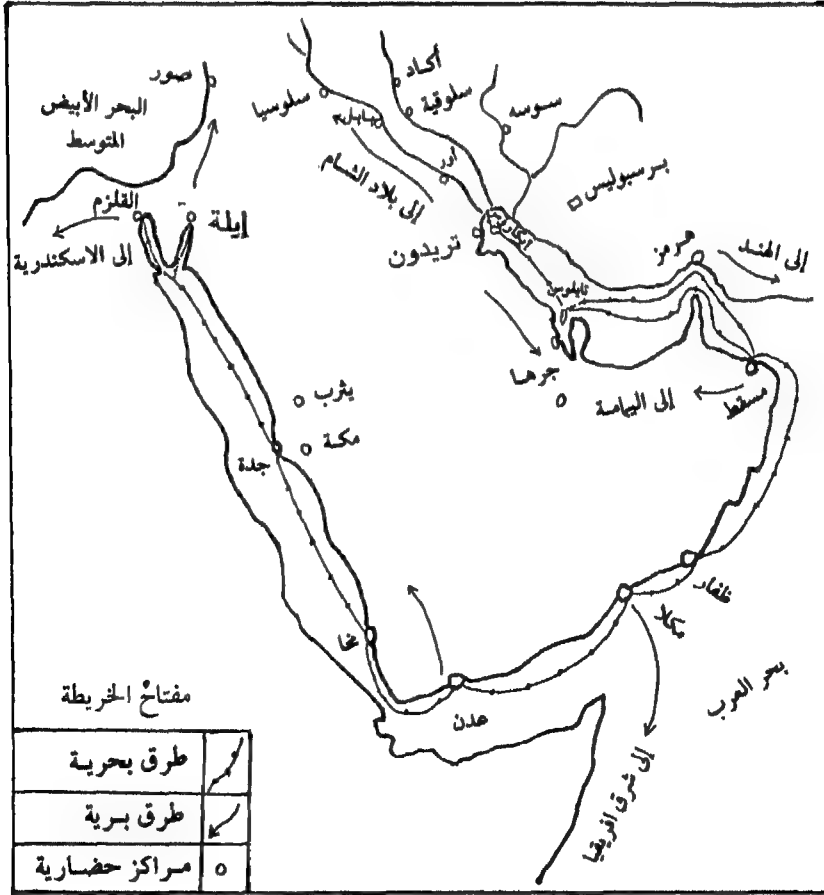 صور
البحر الأبيض
المتوسط
القلزم
إيلة
إلى الاسكندرية
سلوسيا
أكاد
سلوقية
بابل
أور
سوسه
برسبوليس
إلى بلاد الشام
تريدون
هرمز
إلى الهند
تايلوس
جرها
إلى اليمامة
مسقط
يثرب
مكة
جدة
مخا
عدن
مكلا
ظفار
بحر العرب
إلى شرق افريقيا
مفتاح الخريطة
طرق بحرية
طرق برية
مراكز حضارية